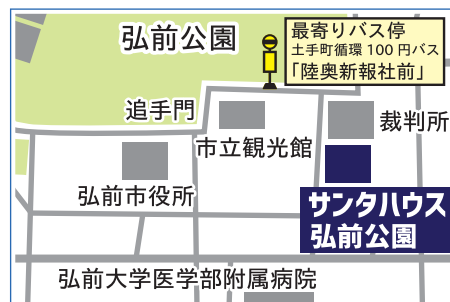 弘前公園
最寄りバス停
土手町循環100円バス
「陸奥新報社前」
追手門
市立観光館
裁判所
弘前市役所
サンタハウス
弘前公園
弘前大学医学部附属病院